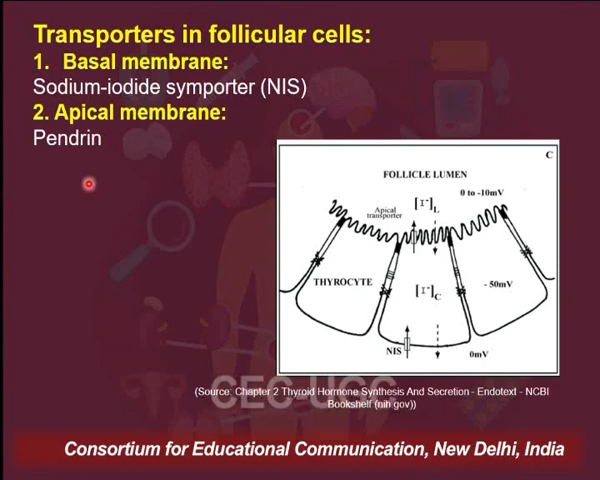 Transporters in follicular cells:
1. Basal membrane:
Sodium-iodide symporter (NIS)
2. Apical membrane:
Pendrin
C
FOLLICLE LUMEN
0 to -10mV
Apical
transporter
[I⁻]L
THYROCYTE
[I⁻]C
- 50mV
NIS
0mV
(Source: Chapter 2 Thyroid Hormone Synthesis And Secretion - Endotext - NCBI
Bookshelf (nih gov))
CEC-UGC
Consortium for Educational Communication, New Delhi, India